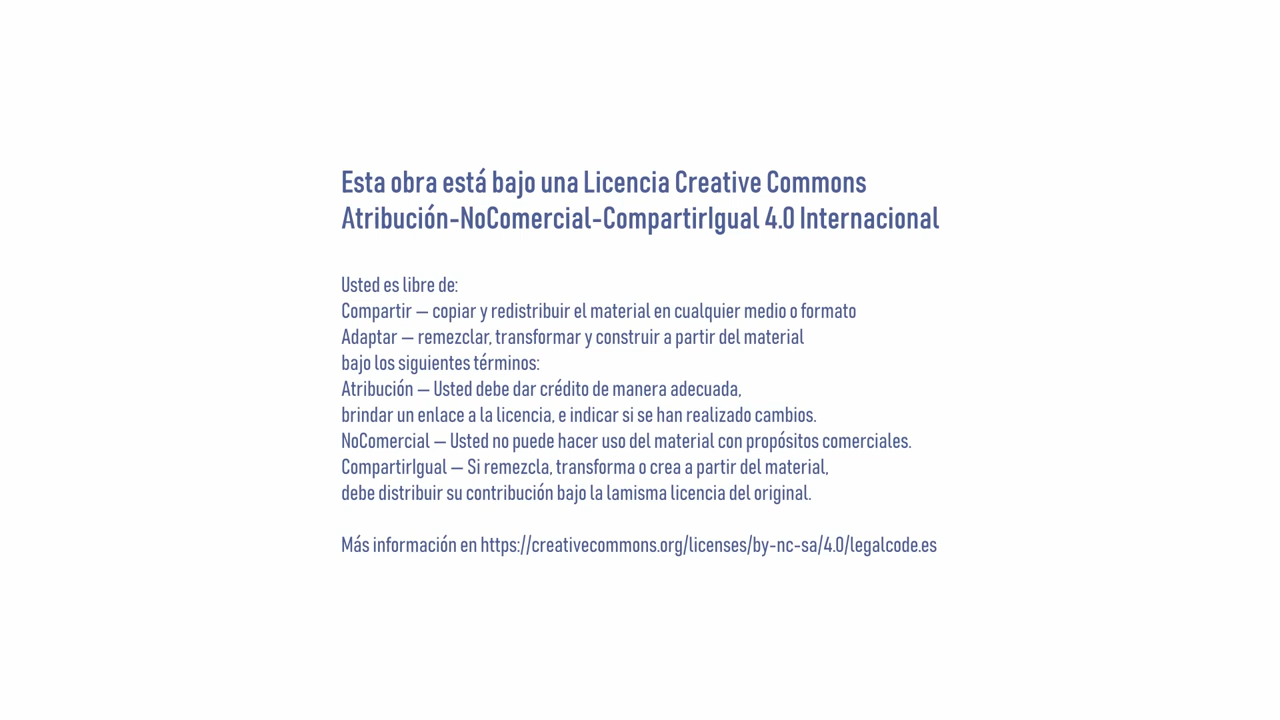 Esta obra está bajo una Licencia Creative Commons
Atribución-NoComercial-CompartirIgual 4.0 Internacional
Usted es libre de:
Compartir — copiar y redistribuir el material en cualquier medio o formato
Adaptar — remezclar, transformar y construir a partir del material
bajo los siguientes términos:
Atribución — Usted debe dar crédito de manera adecuada,
brindar un enlace a la licencia, e indicar si se han realizado cambios.
NoComercial — Usted no puede hacer uso del material con propósitos comerciales.
CompartirIgual — Si remezcla, transforma o crea a partir del material,
debe distribuir su contribución bajo la lamisma licencia del original.
Más información en https://creativecommons.org/licenses/by-nc-sa/4.0/legalcode.es